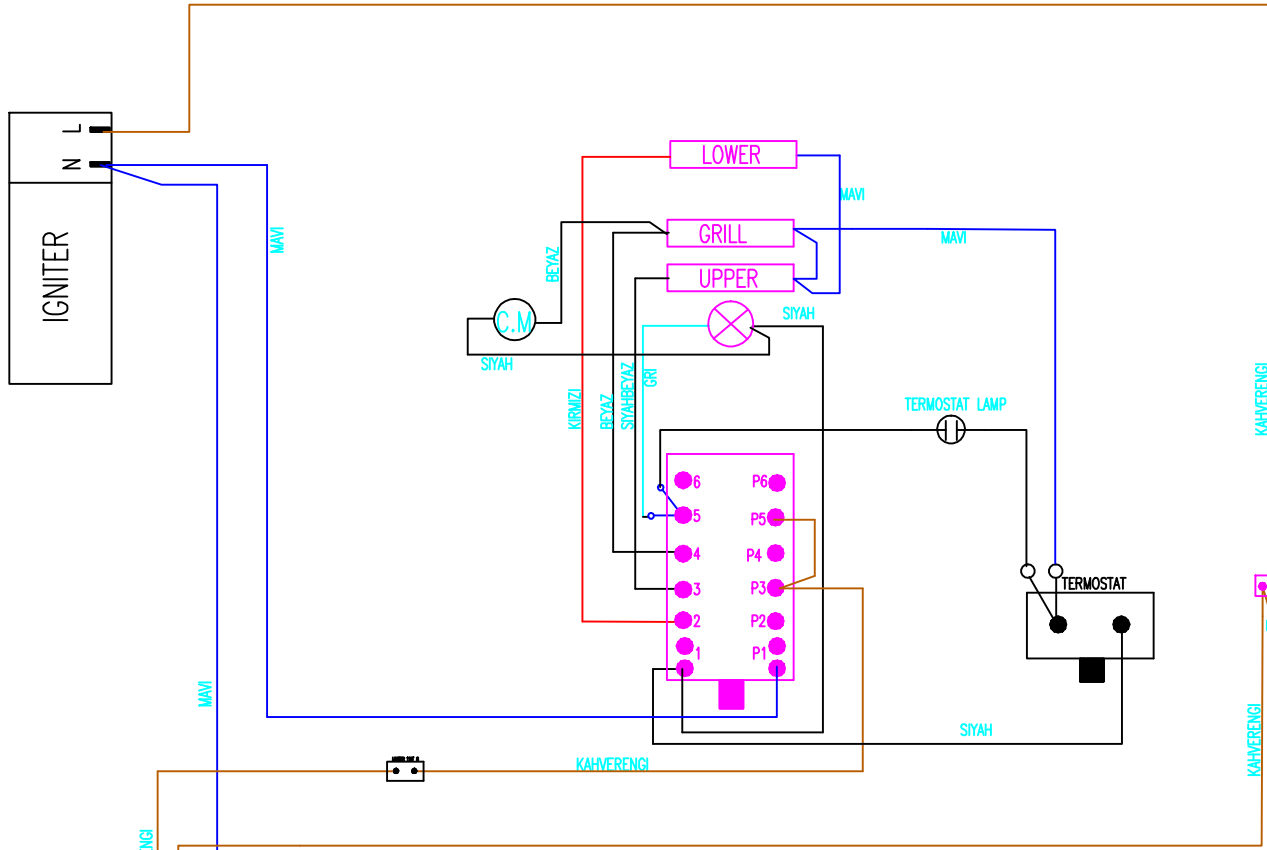 L
N
IGNITER
MAVI
MAVI
LOWER
MAVI
GRILL
MAVI
UPPER
BEYAZ
C.M
SIYAH
SIYAH
KIRMIZI
BEYAZ
SIYAHBEYAZ
GRI
TERMOSTAT LAMP
KAHVERENGI
6
P6
5
P5
4
P4
3
P3
2
P2
1
P1
TERMOSTAT
SIYAH
KAHVERENGI
KAHVERENGI
ENGI